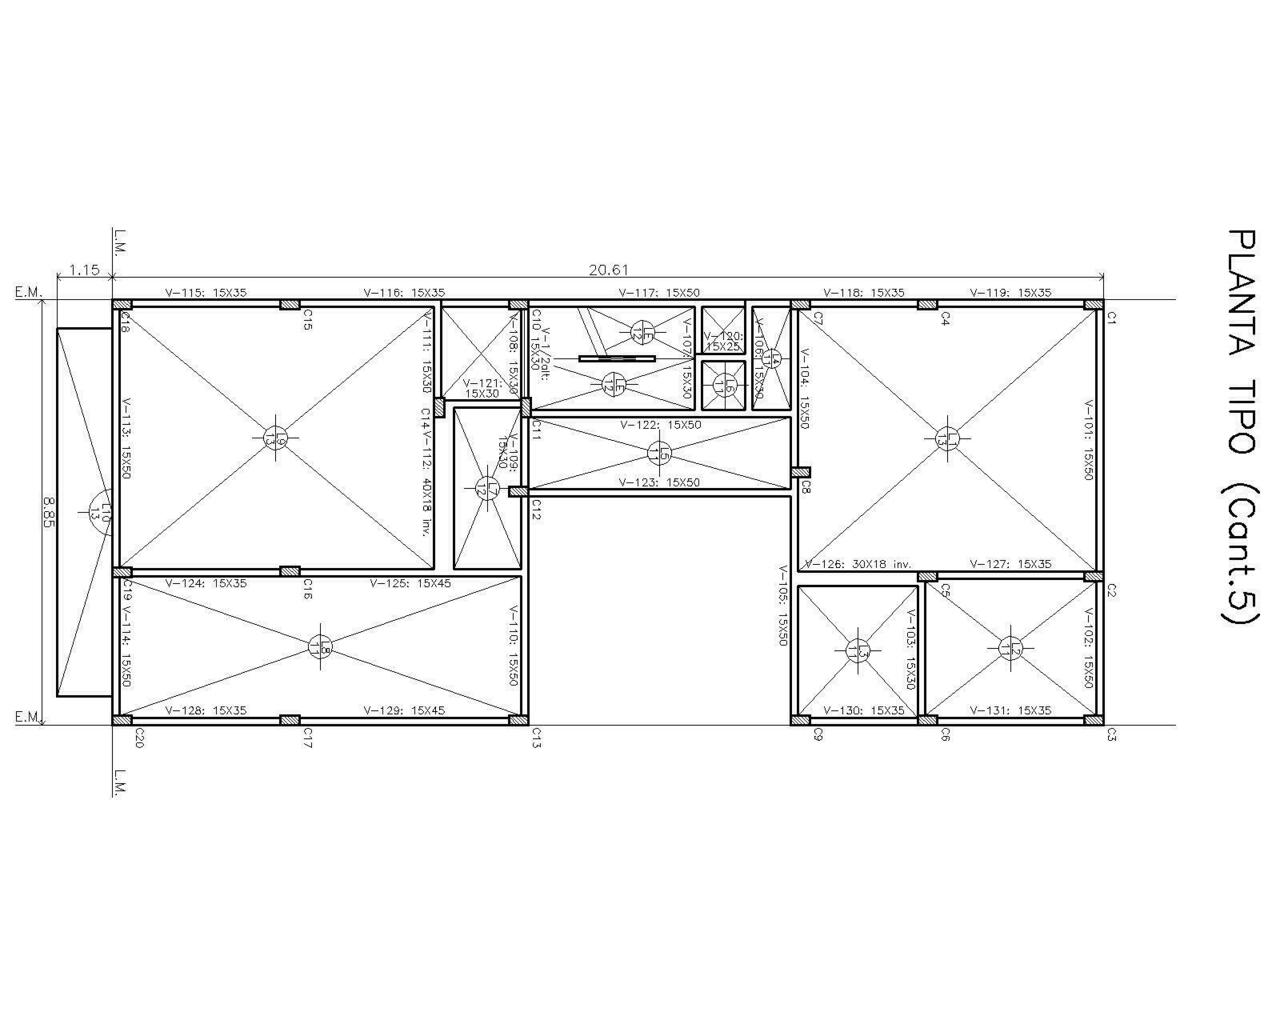 PLANTA TIPO (Cant.5)
L.M.
1.15
20.61
E.M.
V-115: 15X35
V-116: 15X35
V-117: 15X50
V-118: 15X35
V-119: 15X35
C18
C15
C10
C7
C4
C1
V-111: 15X30
V-108: 15X30
V-121:
15X30
LE
12
LE
12
V-107: 15X30
V-120:
15X25
L6
11
V-106: 15X30
L4
11
V-104: 15X50
V-101: 15X50
V-113: 15X50
L9
13
C14
V-112: 40X18 inv.
C11
V-109:
15X30
L7
12
V-122: 15X50
L5
11
V-123: 15X50
C12
C8
L1
13
L10
13
8.85
V-124: 15X35
V-125: 15X45
V-105: 15X50
V-126: 30X18 inv.
V-127: 15X35
C19
C16
C5
C2
V-114: 15X50
L8
11
V-110: 15X50
L3
11
V-103: 15X30
L2
11
V-102: 15X50
V-128: 15X35
V-129: 15X45
V-130: 15X35
V-131: 15X35
E.M.
C20
C17
C13
C9
C6
C3
L.M.